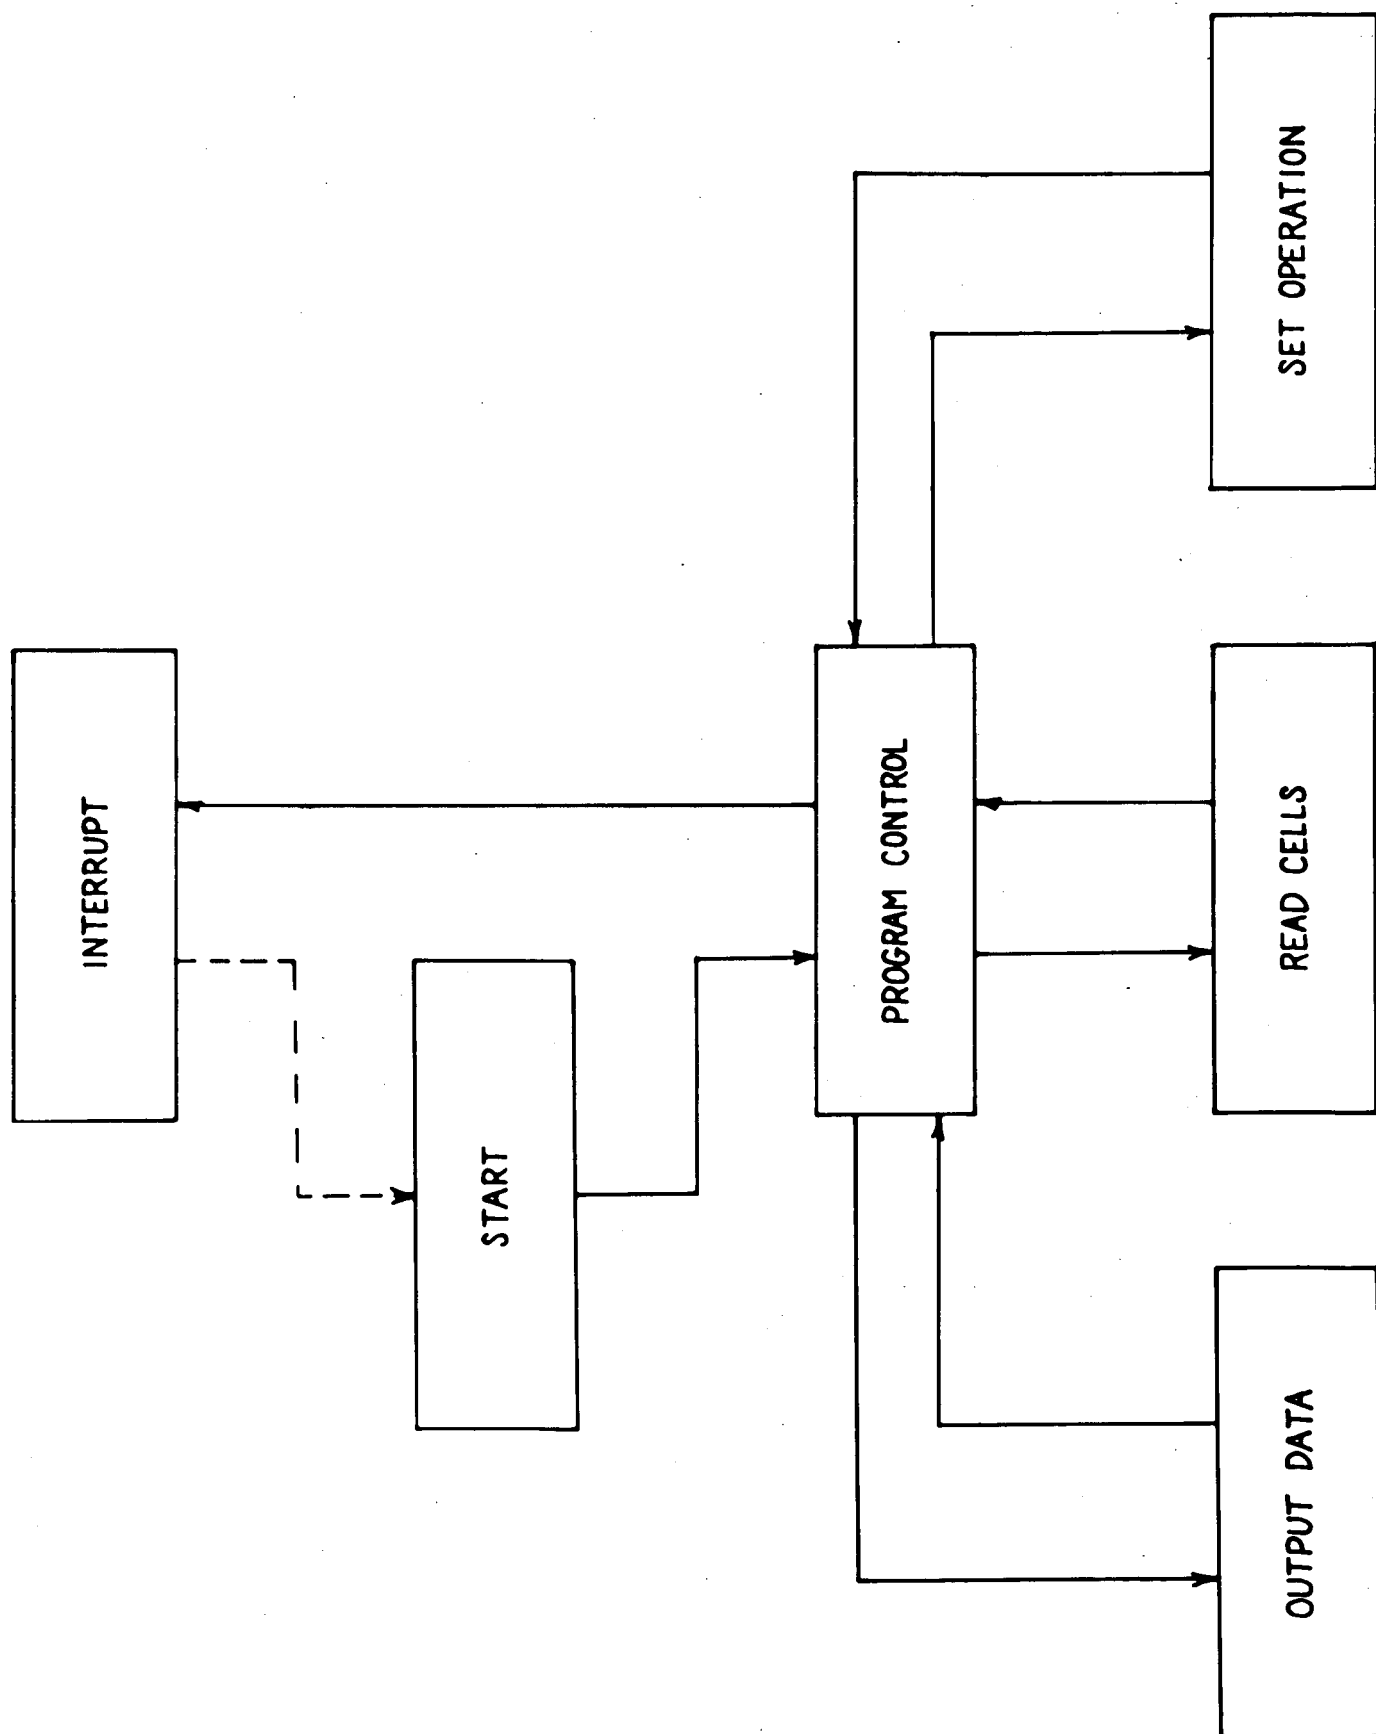 INTERRUPT
START
PROGRAM CONTROL
OUTPUT DATA
READ CELLS
SET OPERATION